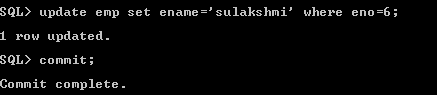 SQL> update emp set ename='sulakshmi' where eno=6;
1 row updated.
SQL> commit;
Commit complete.